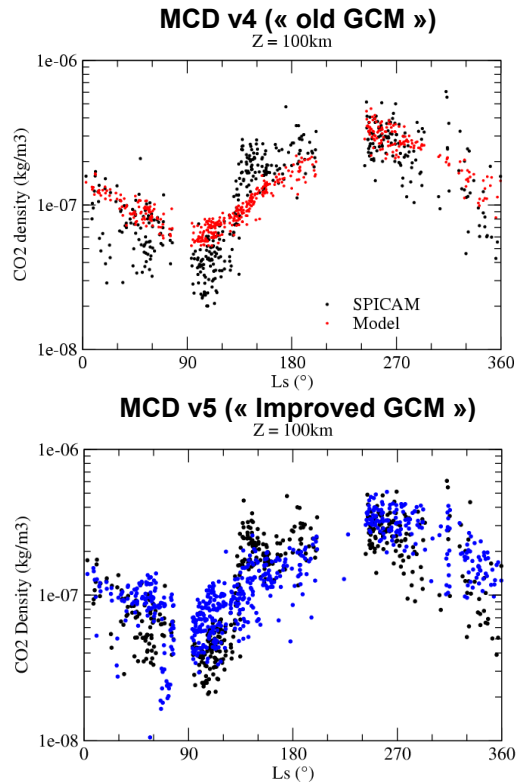 MCD v4 (« old GCM »)
Z = 100km
1e-06
CO2 density (kg/m3)
1e-07
SPICAM
Model
1e-08
0 90 180 270 360
Ls (°)
MCD v5 (« Improved GCM »)
Z = 100km
1e-06
CO2 Density (kg/m3)
1e-07
1e-08
0 90 180 270 360
Ls (°)